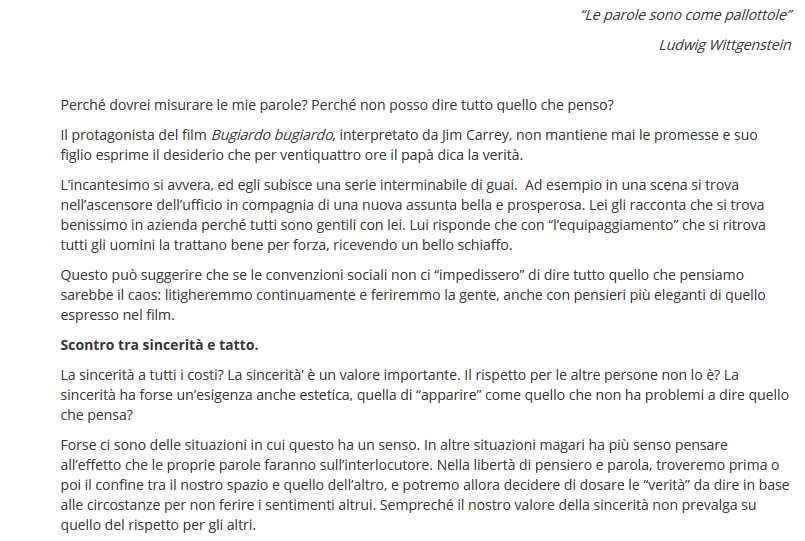 “Le parole sono come pallottole”
Ludwig Wittgenstein
Perché dovrei misurare le mie parole? Perché non posso dire tutto quello che penso?
Il protagonista del film Bugiardo bugiardo, interpretato da Jim Carrey, non mantiene mai le promesse e suo
figlio esprime il desiderio che per ventiquattro ore il papà dica la verità.
L’incantesimo si avvera, ed egli subisce una serie interminabile di guai.  Ad esempio in una scena si trova
nell’ascensore dell’ufficio in compagnia di una nuova assunta bella e prosperosa. Lei gli racconta che si trova
benissimo in azienda perché tutti sono gentili con lei. Lui risponde che con “l’equipaggiamento” che si ritrova
tutti gli uomini la trattano bene per forza, ricevendo un bello schiaffo.
Questo può suggerire che se le convenzioni sociali non ci “impedissero” di dire tutto quello che pensiamo
sarebbe il caos: litigheremmo continuamente e feriremmo la gente, anche con pensieri più eleganti di quello
espresso nel film.
Scontro tra sincerità e tatto.
La sincerità a tutti i costi? La sincerità’ è un valore importante. Il rispetto per le altre persone non lo è? La
sincerità ha forse un’esigenza anche estetica, quella di “apparire” come quello che non ha problemi a dire quello
che pensa?
Forse ci sono delle situazioni in cui questo ha un senso. In altre situazioni magari ha più senso pensare
all’effetto che le proprie parole faranno sull’interlocutore. Nella libertà di pensiero e parola, troveremo prima o
poi il confine tra il nostro spazio e quello dell’altro, e potremo allora decidere di dosare le “verità” da dire in base
alle circostanze per non ferire i sentimenti altrui. Sempreché il nostro valore della sincerità non prevalga su
quello del rispetto per gli altri.